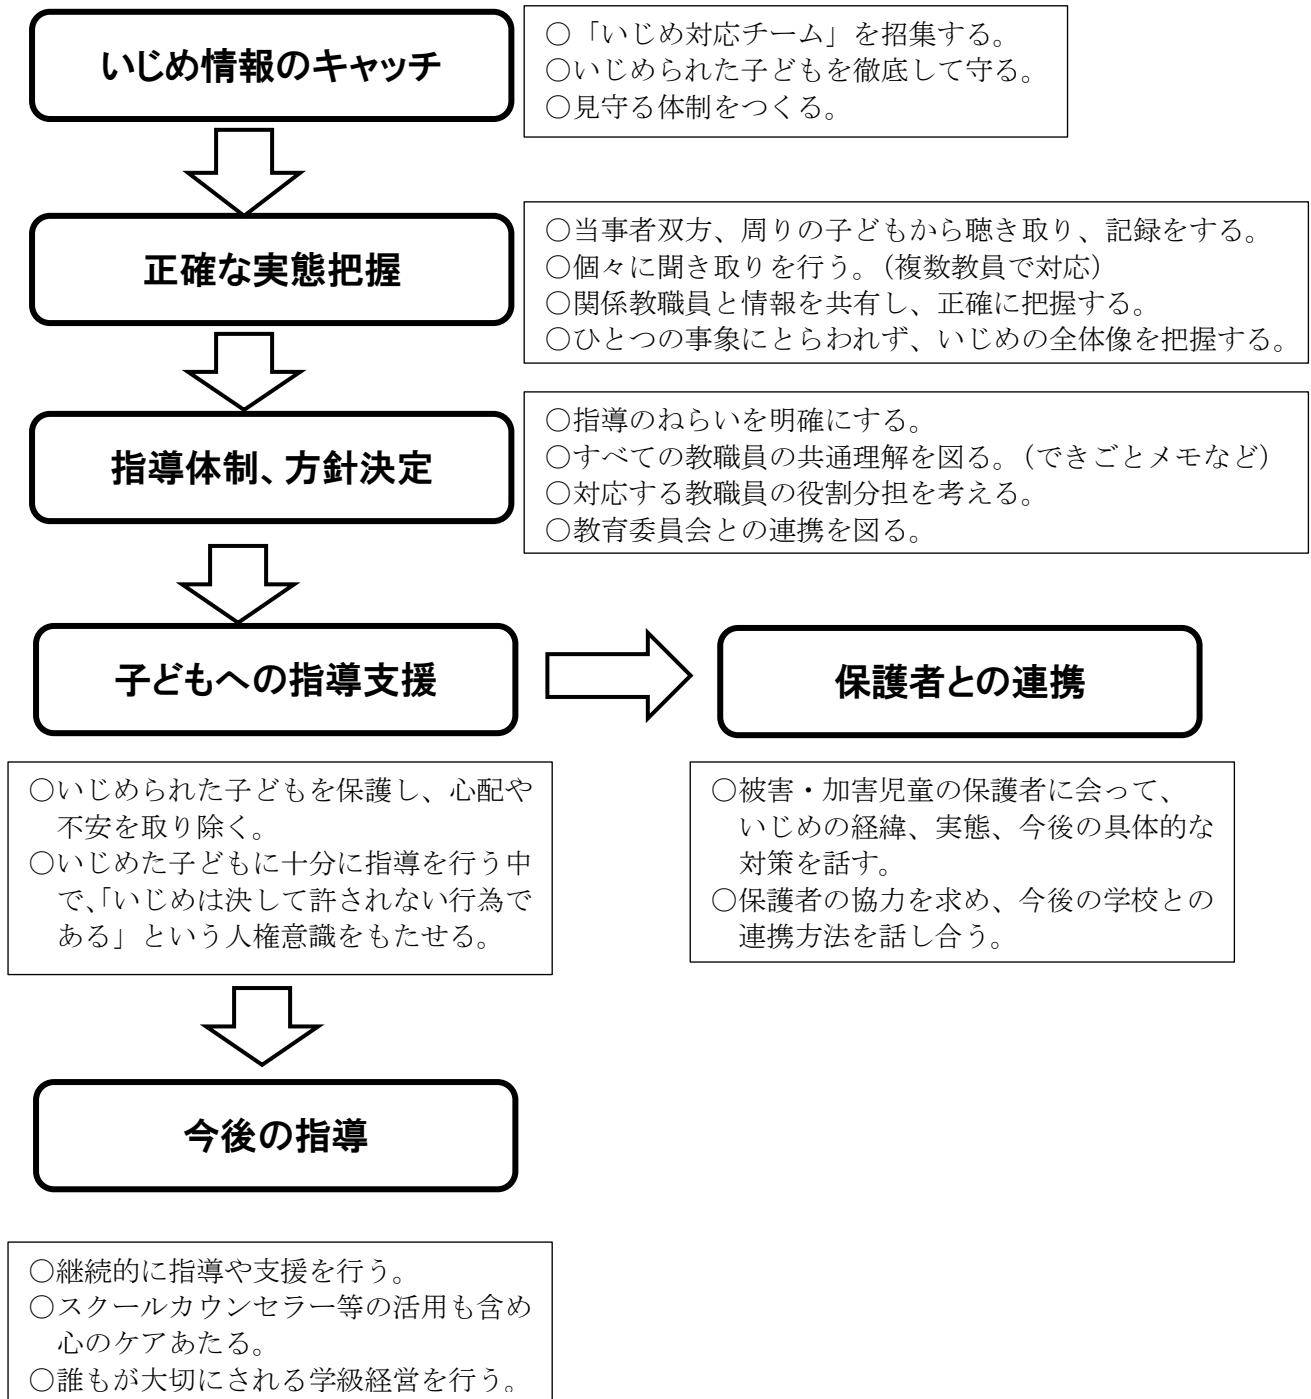 いじめ情報のキャッチ
○「いじめ対応チーム」を招集する。
○いじめられた子どもを徹底して守る。
○見守る体制をつくる。
正確な実態把握
○当事者双方、周りの子どもから聴き取り、記録をする。
○個々に聞き取りを行う。（複数教員で対応）
○関係教職員と情報を共有し、正確に把握する。
○ひとつの事象にとらわれず、いじめの全体像を把握する。
指導体制、方針決定
○指導のねらいを明確にする。
○すべての教職員の共通理解を図る。（できごとメモなど）
○対応する教職員の役割分担を考える。
○教育委員会との連携を図る。
子どもへの指導支援
保護者との連携
○いじめられた子どもを保護し、心配や
不安を取り除く。
○いじめた子どもに十分に指導を行う中
で、「いじめは決して許されない行為で
ある」という人権意識をもたせる。
○被害・加害児童の保護者に会って、
いじめの経緯、実態、今後の具体的な
対策を話す。
○保護者の協力を求め、今後の学校との
連携方法を話し合う。
今後の指導
○継続的に指導や支援を行う。
○スクールカウンセラー等の活用も含め
心のケアあたる。
○誰もが大切にされる学級経営を行う。